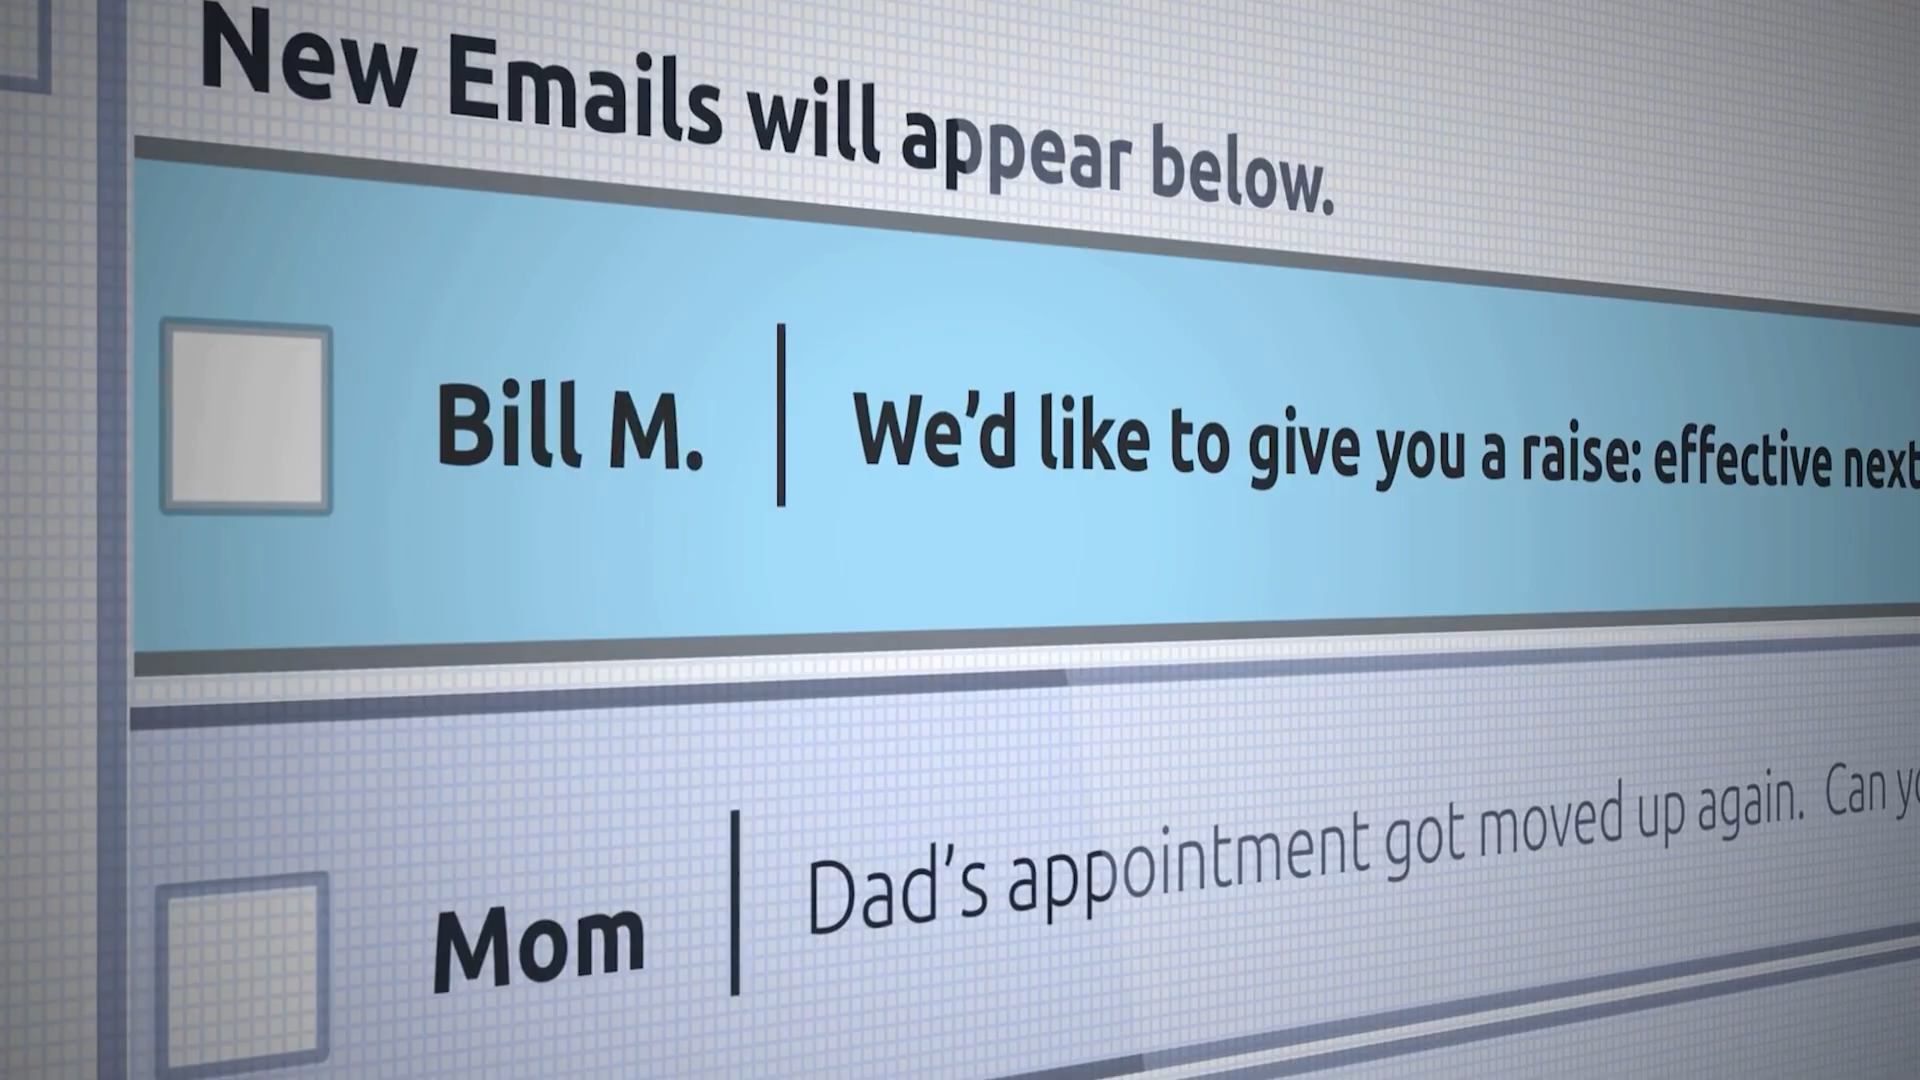 New Emails will appear below.
Bill M. | We'd like to give you a raise: effective next
Mom | Dad's appointment got moved up again. Can